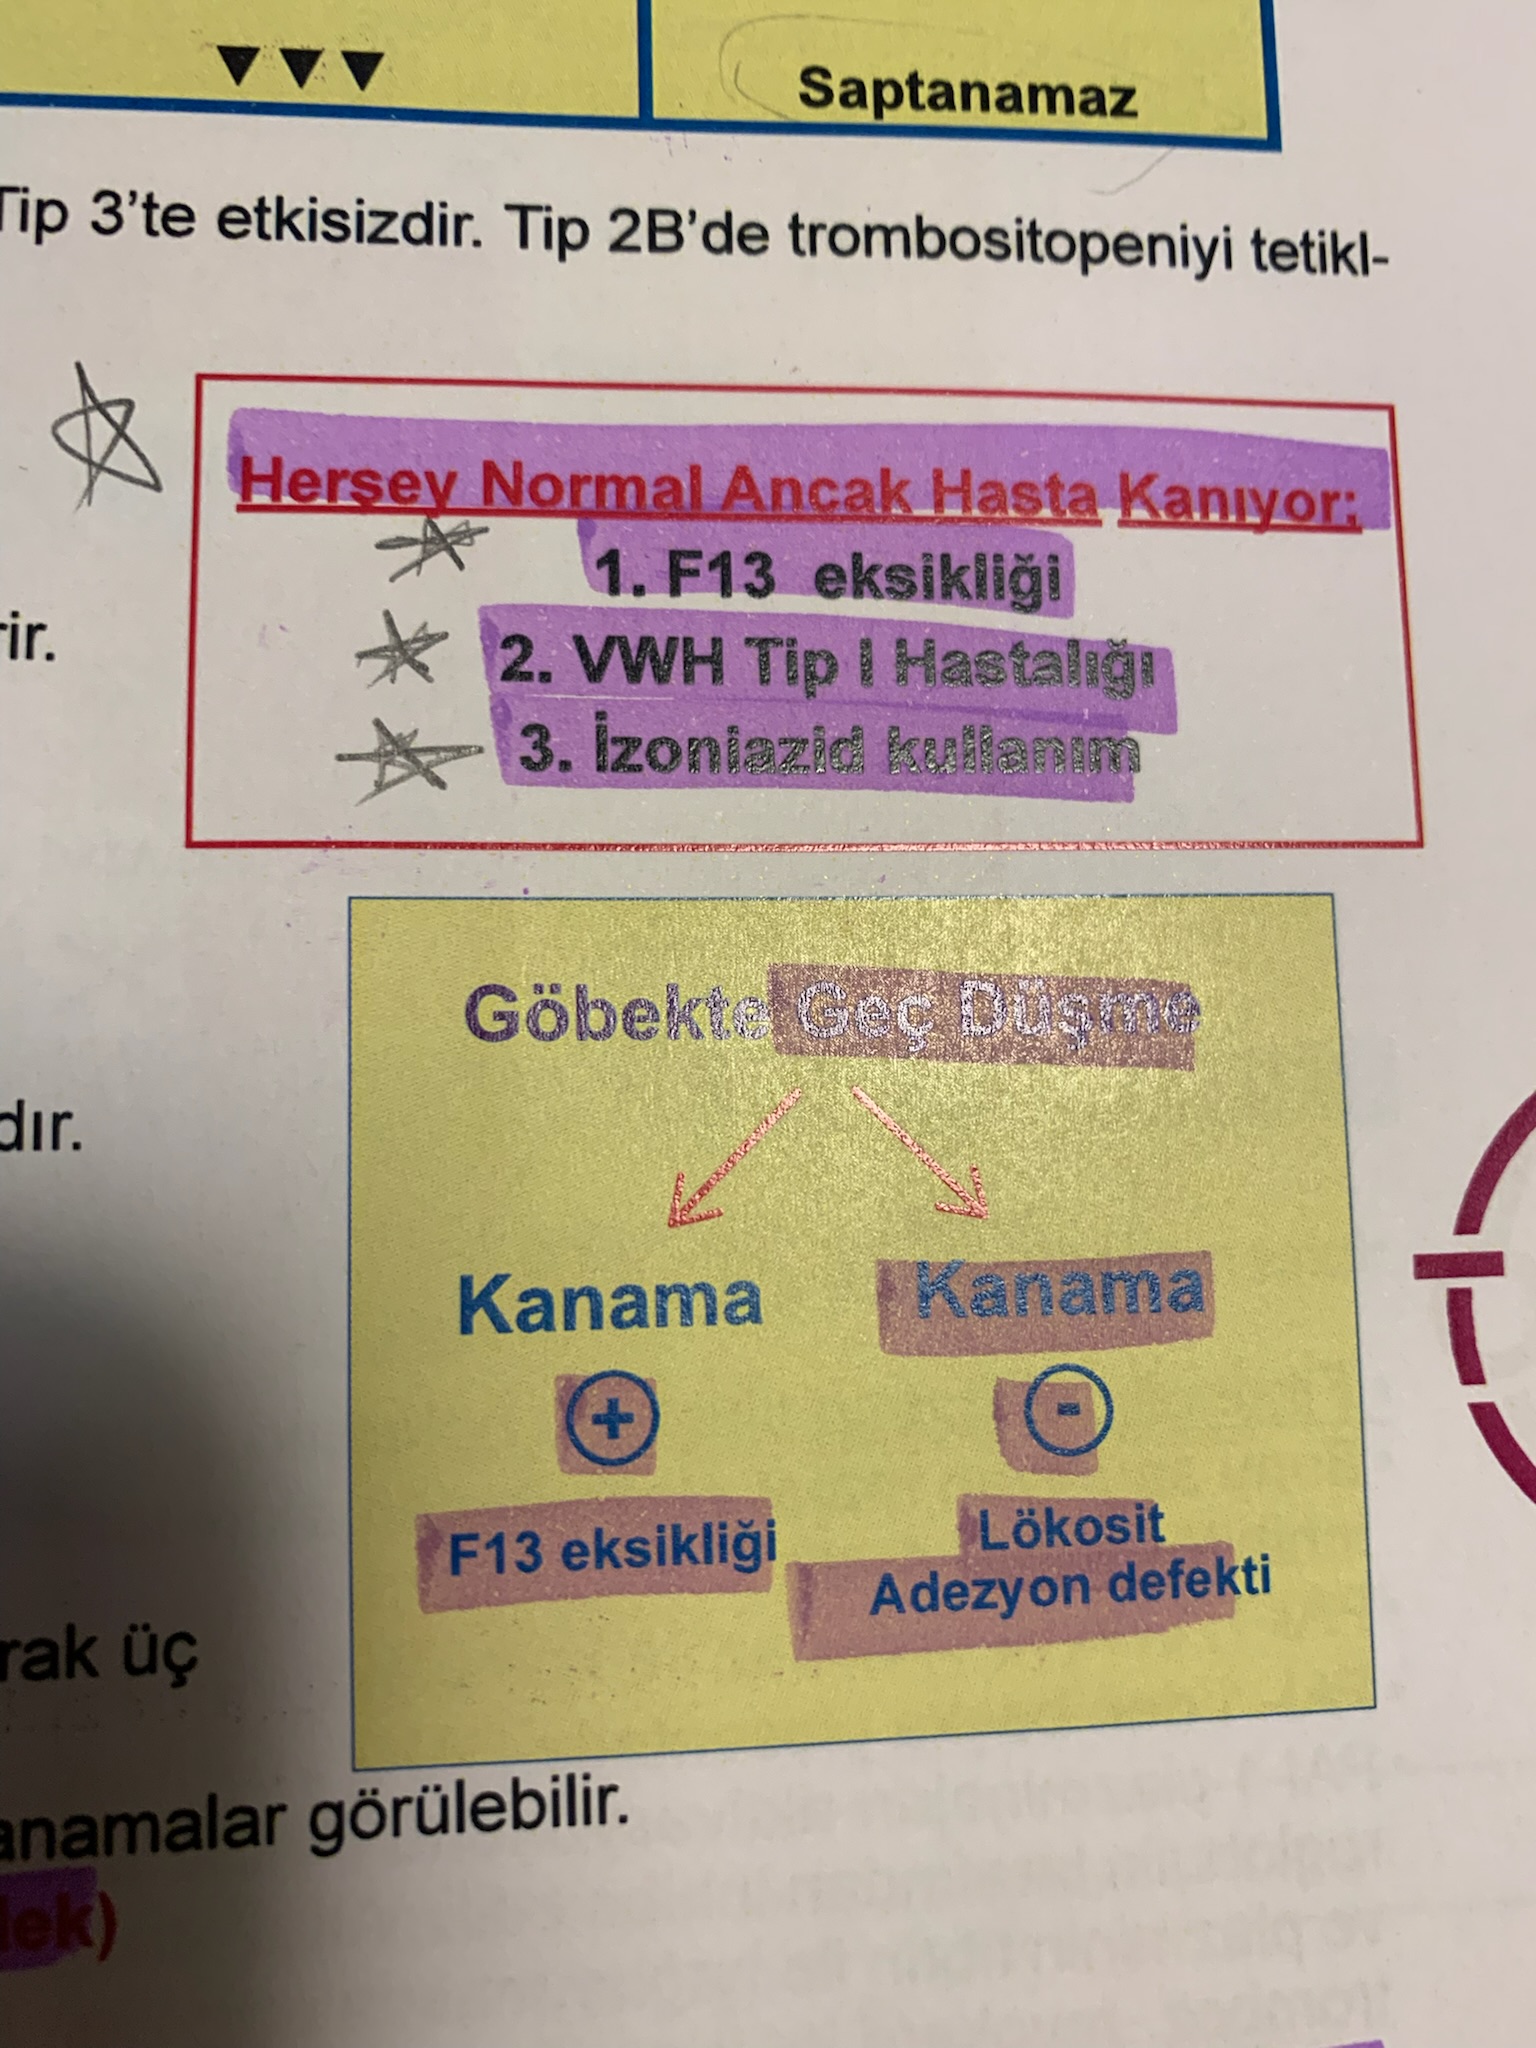 ▼▼▼
Saptanamaz
Tip 3’te etkisizdir. Tip 2B’de trombositopeniyi tetikl-
Herşey Normal Ancak Hasta Kanıyor:
1. F13 eksikliği
rir.
2. VWH Tip I Hastalığı
3. İzoniazid kullanım
Göbekte Geç Düşme
dır.
Kanama Kanama
+ -
F13 eksikliği
Lökosit
Adezyon defekti
rak üç
anamalar görülebilir.
lek)